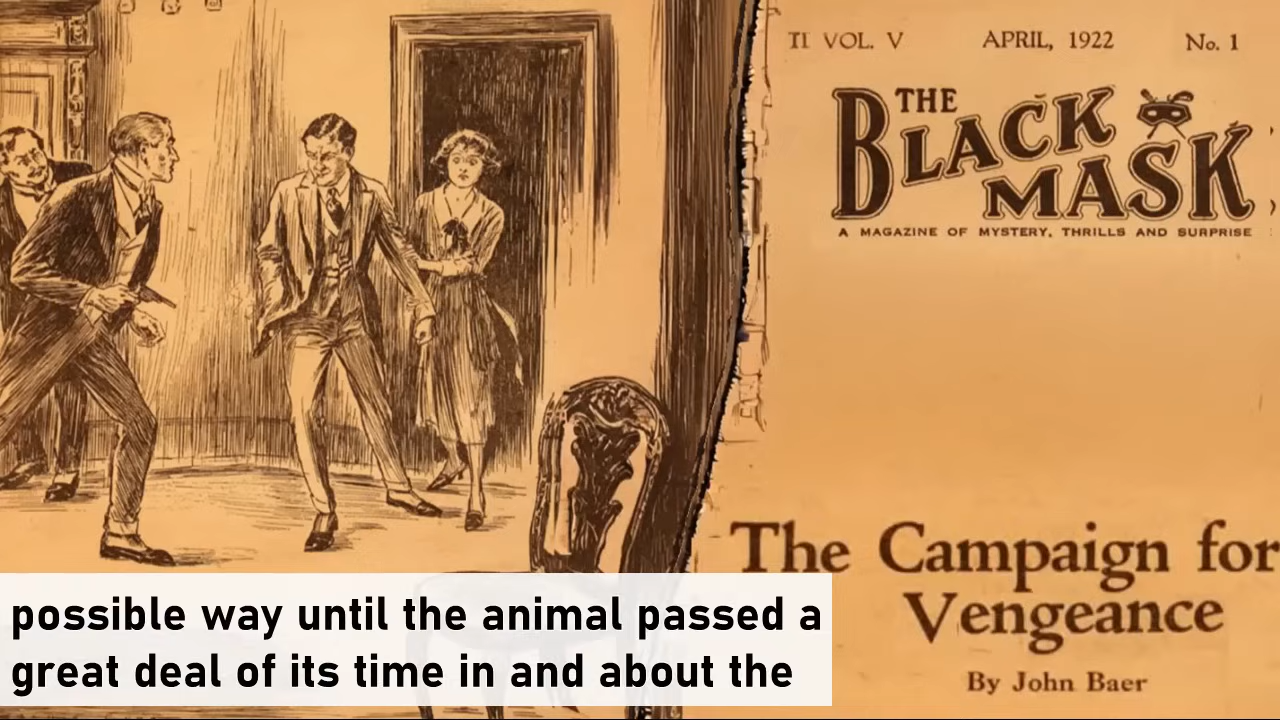 TI VOL. V APRIL, 1922 No. 1
THE
BLACK
MASK
A MAGAZINE OF MYSTERY, THRILLS AND SURPRISE
The Campaign for
Vengeance
By John Baer
possible way until the animal passed a
great deal of its time in and about the